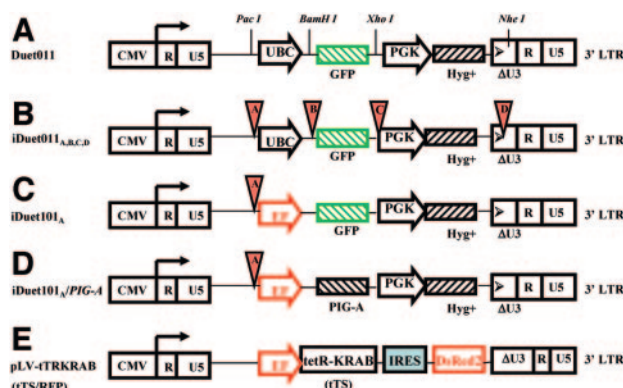 Pac I BamH I Xho I Nhe I
A
Duet011
CMV R U5 UBC GFP PGK Hyg+ ΔU3 R U5 3' LTR
B
iDuet011A,B,C,D
CMV R U5 A UBC B GFP C PGK Hyg+ D ΔU3 R U5 3' LTR
C
iDuet101A
CMV R U5 A EF GFP PGK Hyg+ ΔU3 R U5 3' LTR
D
iDuet101A/PIG-A
CMV R U5 A EF PIG-A PGK Hyg+ ΔU3 R U5 3' LTR
E
pLV-tTRKRAB
(tTS/RFP)
CMV R U5 EF tetR-KRAB IRES DsRed2 ΔU3 R U5 3' LTR
(tTS)